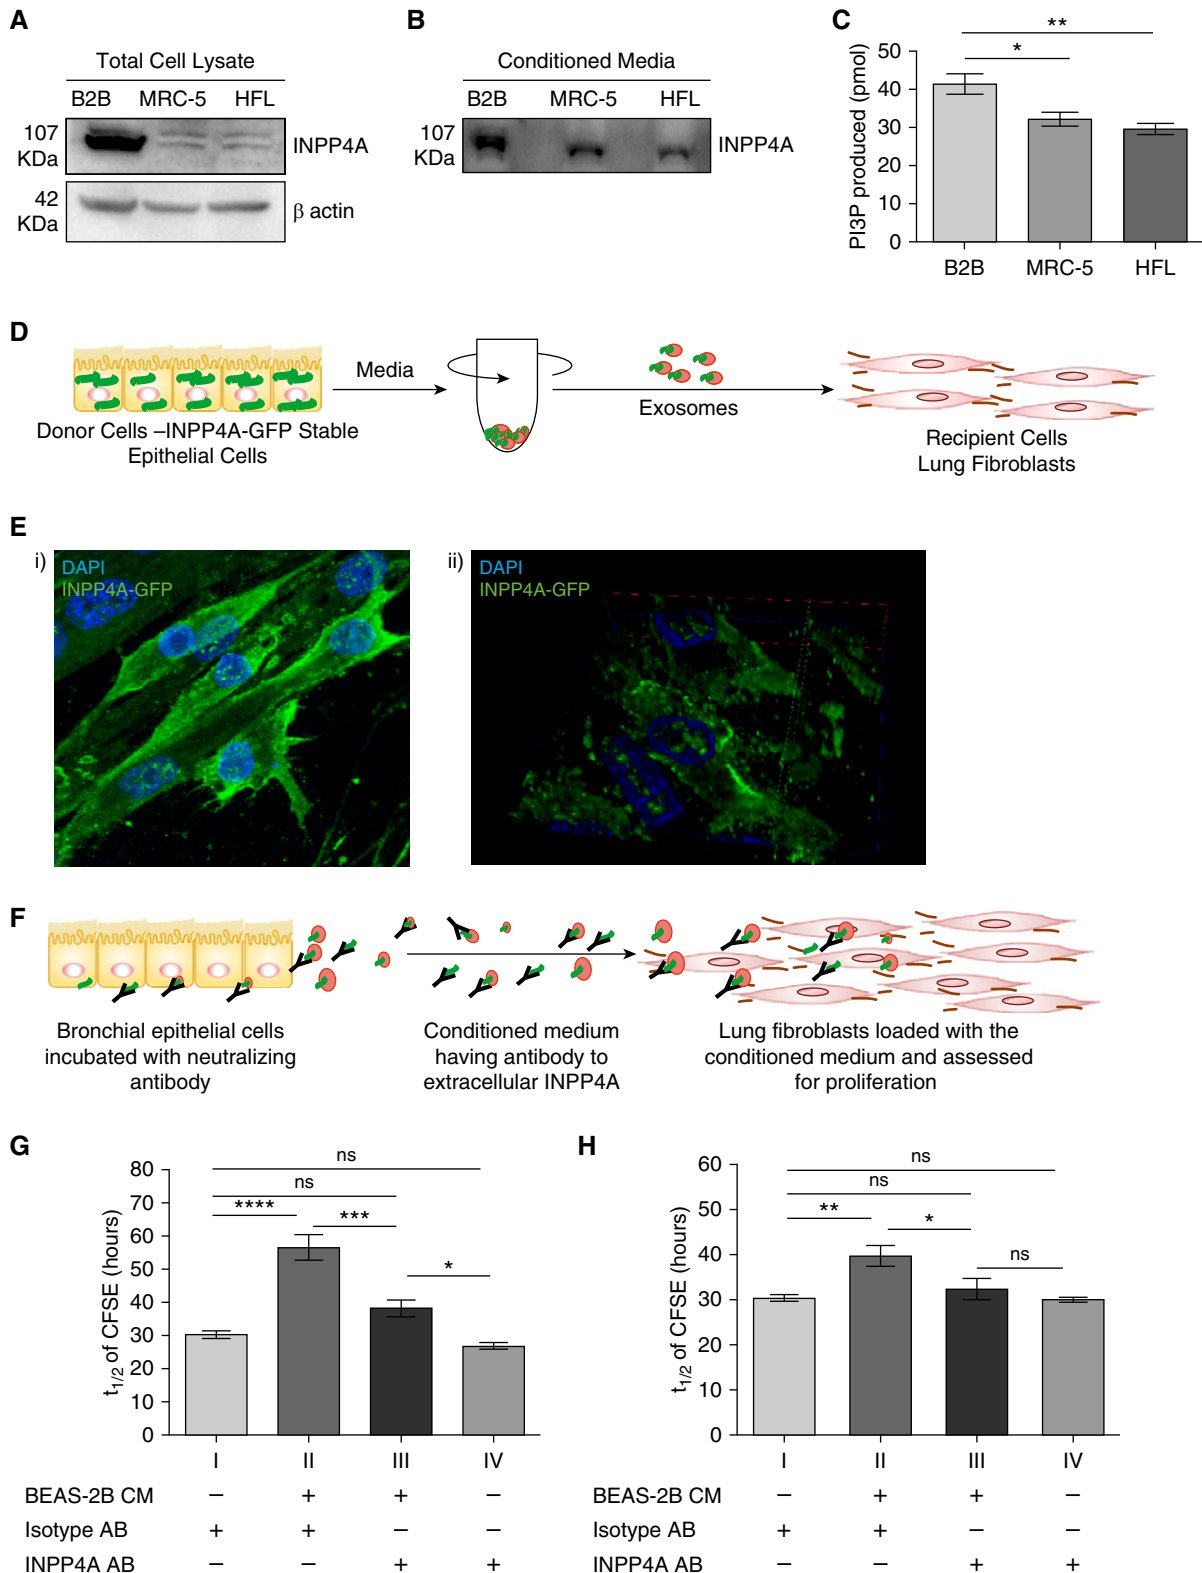 A
Total Cell Lysate
B2B MRC-5 HFL
107
KDa
INPP4A
42
KDa
β actin
B
Conditioned Media
B2B MRC-5 HFL
107
KDa
INPP4A
C
**
*
PI3P produced (pmol)
50
40
30
20
10
0
B2B MRC-5 HFL
D
Media
Exosomes
Donor Cells –INPP4A-GFP Stable
Epithelial Cells
Recipient Cells
Lung Fibroblasts
E
i)
DAPI
INPP4A-GFP
ii)
DAPI
INPP4A-GFP
F
Bronchial epithelial cells
incubated with neutralizing
antibody
Conditioned medium
having antibody to
extracellular INPP4A
Lung fibroblasts loaded with the
conditioned medium and assessed
for proliferation
G
ns
ns
**** ***
*
t1/2 of CFSE (hours)
80
70
60
50
40
30
20
10
0
I II III IV
BEAS-2B CM – + + –
Isotype AB + + – –
INPP4A AB – – + +
H
ns
ns
** *
ns
t1/2 of CFSE (hours)
60
50
40
30
20
10
0
I II III IV
BEAS-2B CM – + + –
Isotype AB + + – –
INPP4A AB – – + +